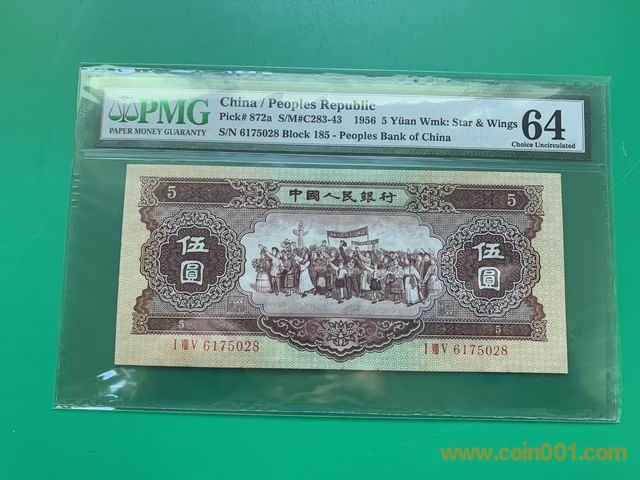 PMG
PAPER MONEY GUARANTY
China / Peoples Republic
Pick# 872a S/M#C283-43 1956 5 Yüan Wmk: Star & Wings
S/N 6175028 Block 185 - Peoples Bank of China
64
Choice Uncirculated
5 中國人民銀行 5
伍圓 伍圓
5 5
I VIII V 6175028 I VIII V 6175028
www.coin001.com